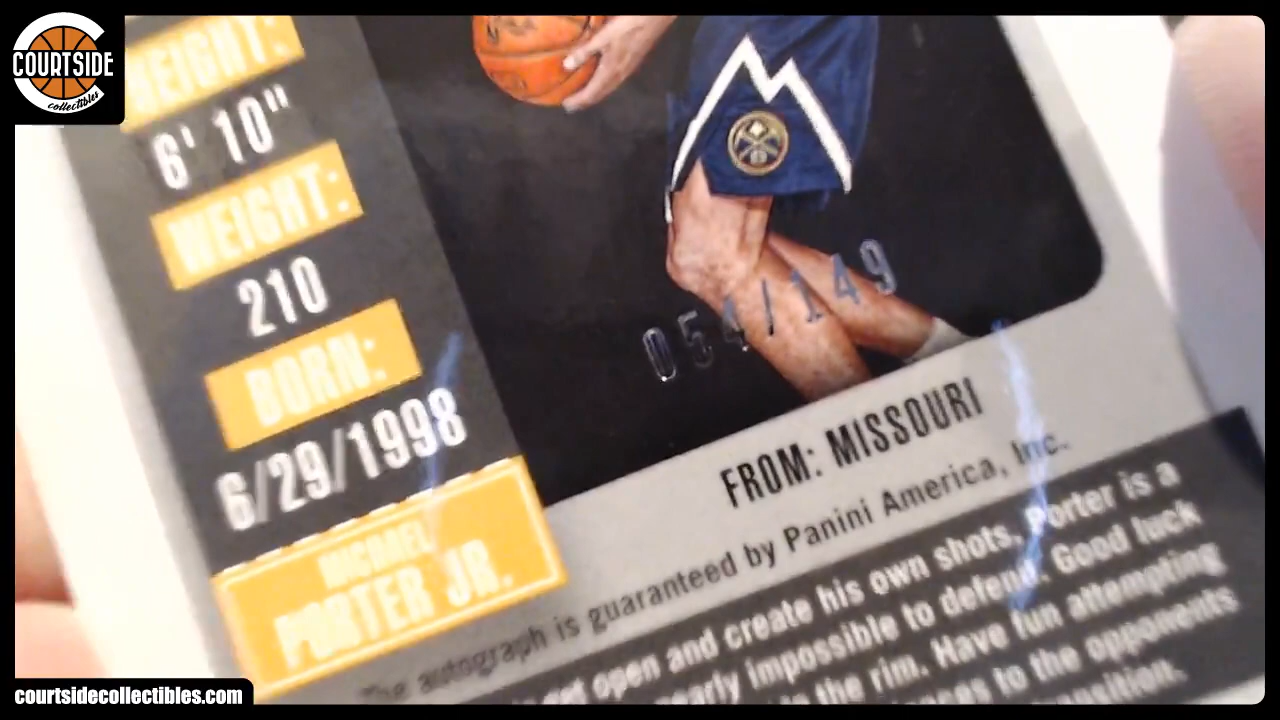 COURTSIDE
collectibles
HEIGHT:
6' 10"
WEIGHT:
210
BORN:
6/29/1998
MICHAEL
PORTER JR.
054/149
FROM: MISSOURI
The autograph is guaranteed by Panini America, Inc.
get open and create his own shots, Porter is a
nearly impossible to defend. Good luck
the rim. Have fun attempting
to the opponents
transition.
courtsidecollectibles.com